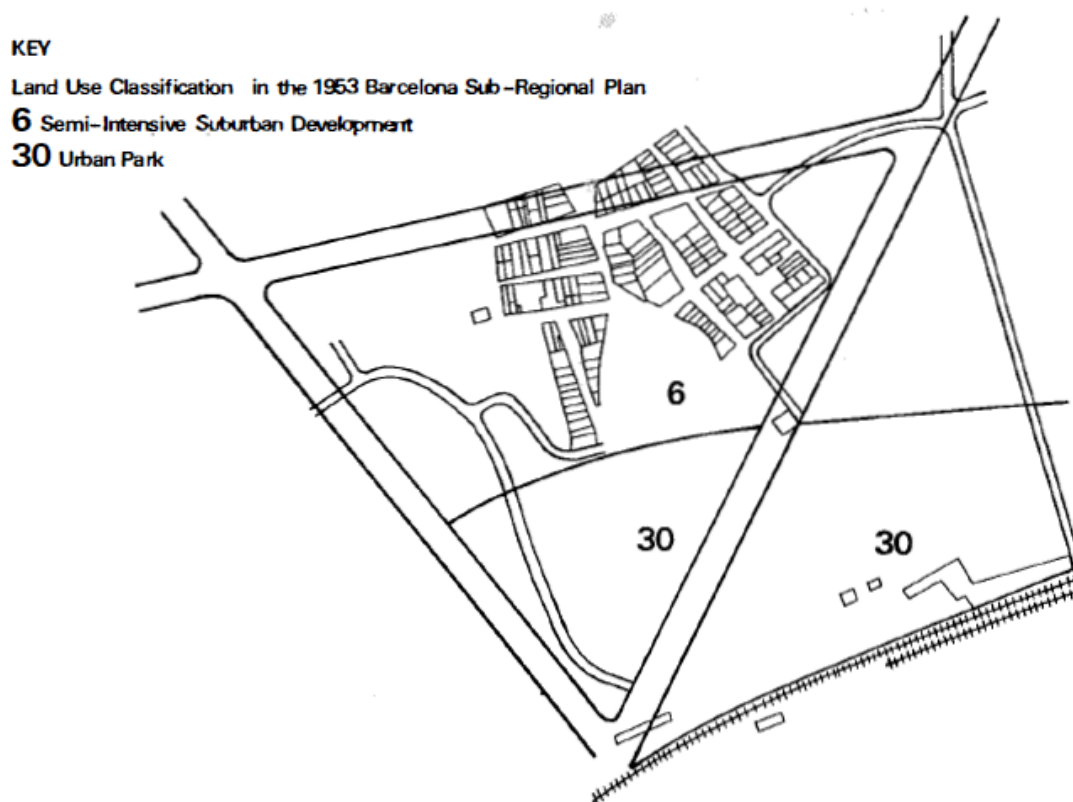 KEY
Land Use Classification in the 1953 Barcelona Sub-Regional Plan
6 Semi-Intensive Suburban Development
30 Urban Park
6
30
30